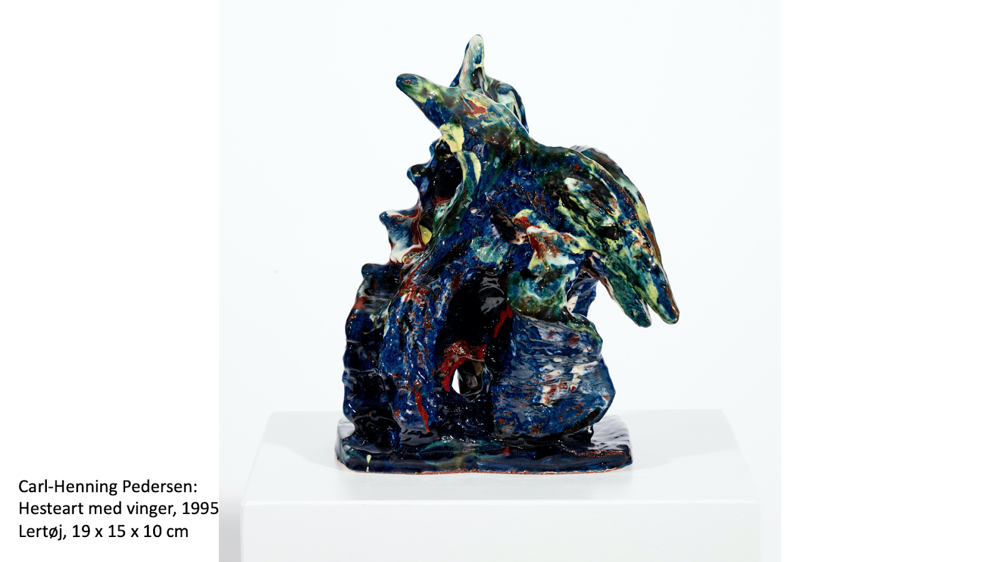 Carl-Henning Pedersen:
Hesteart med vinger, 1995
Lertøj, 19 x 15 x 10 cm